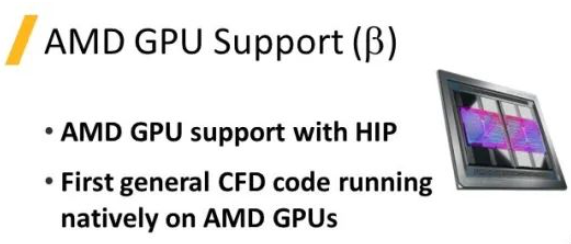 AMD GPU Support (β)
• AMD GPU support with HIP
• First general CFD code running
natively on AMD GPUs